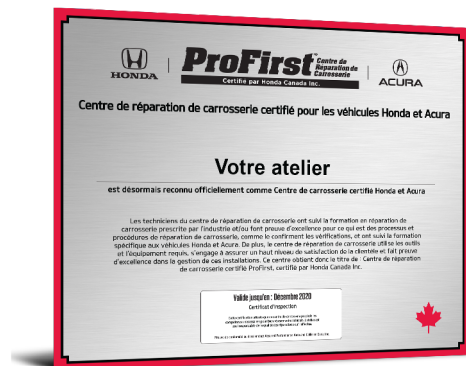 HONDA
ProFirst
Centre de
Réparation de
Carrosserie
Certifié par Honda Canada Inc.
ACURA
Centre de réparation de carrosserie certifié pour les véhicules Honda et Acura
Votre atelier
est désormais reconnu officiellement comme Centre de carrosserie certifié Honda et Acura
Les techniciens du centre de réparation de carrosserie ont suivi la formation en réparation de
carrosserie prescrite par l'industrie et/ou font preuve d'excellence pour ce qui est des processus et
procédures de réparation de carrosserie, comme le confirment les vérifications, et ont suivi la formation
spécifique aux véhicules Honda et Acura. De plus, le centre de réparation de carrosserie utilise les outils
et l'équipement requis, s'engage à assurer un haut niveau de satisfaction de la clientèle et fait preuve
d'excellence dans la gestion de ces installations. Ce centre obtient donc le titre de : Centre de réparation
de carrosserie certifié ProFirst, certifié par Honda Canada Inc.
Valide jusqu'en : Décembre 2020
Certificat d'inspection